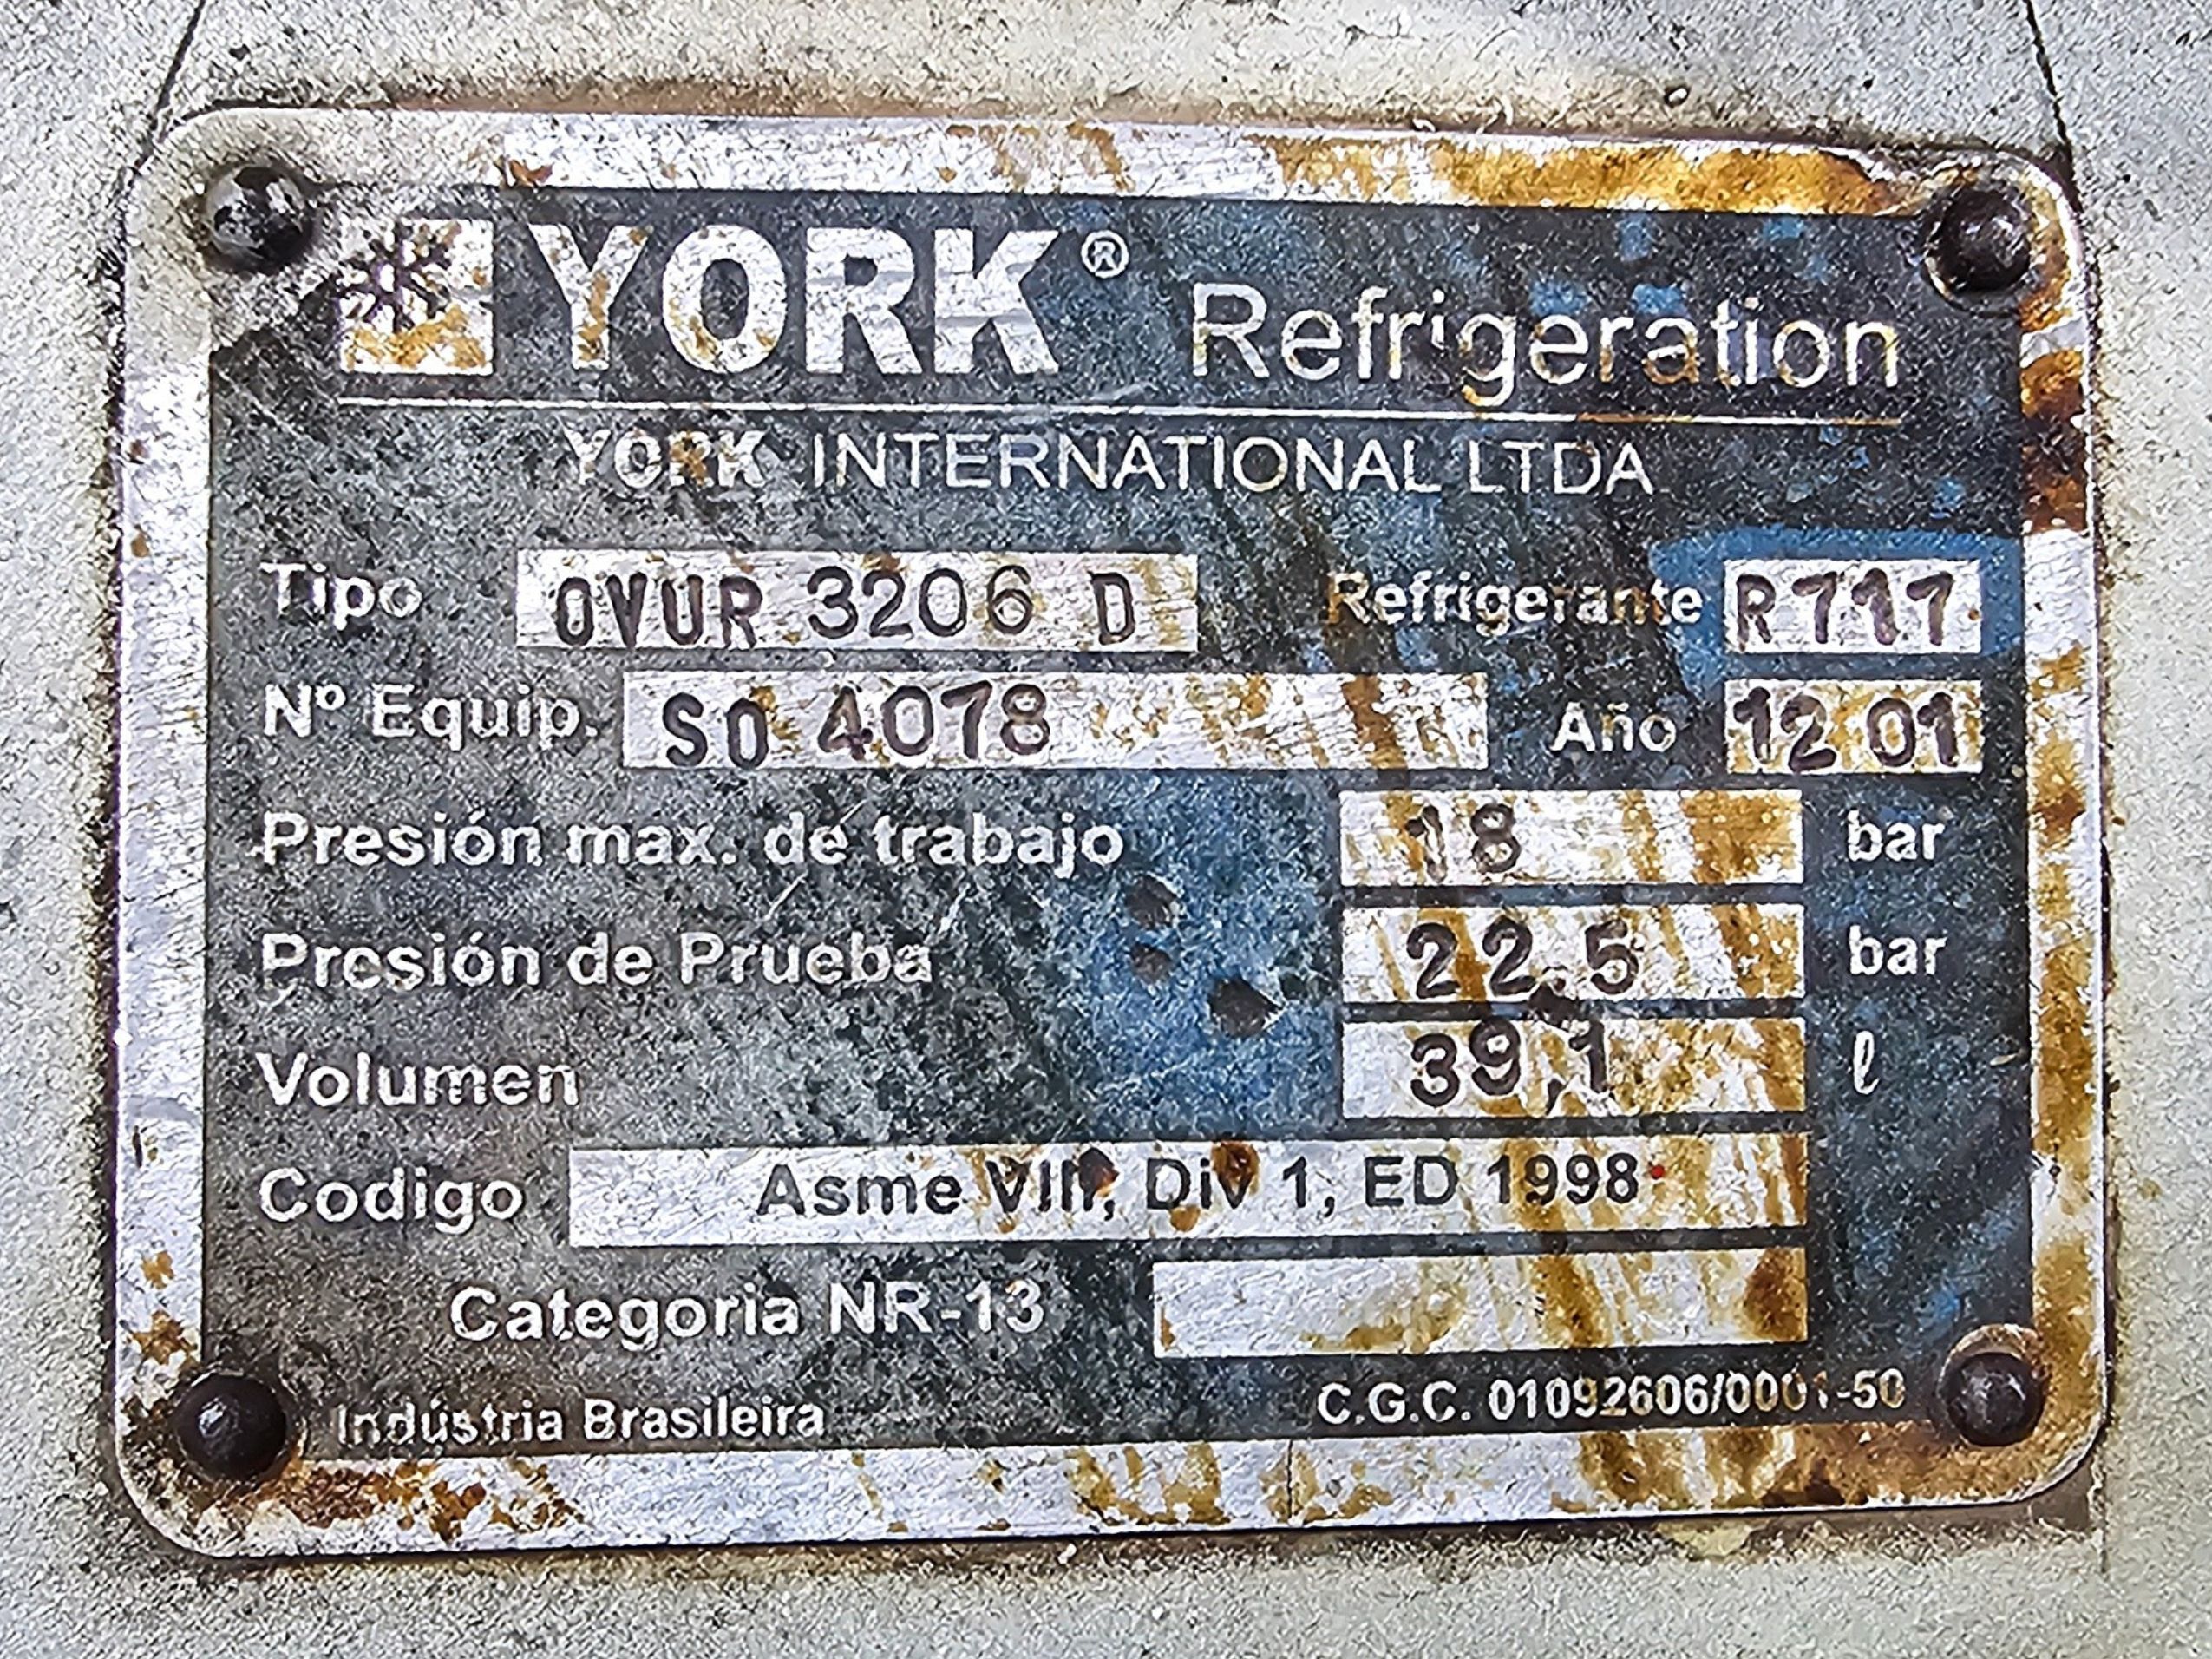 YORK® Refrigeration
YORK INTERNATIONAL LTDA
Tipo OVUR 3206 D Refrigerante R717
Nº Equip. SO 4078 Año 12 01
Presión max. de trabajo 18 bar
Presión de Prueba 22.5 bar
Volumen 39,1 ℓ
Codigo Asme VIII, Div 1, ED 1998
Categoria NR-13
Indústria Brasileira C.G.C. 01092606/0001-50